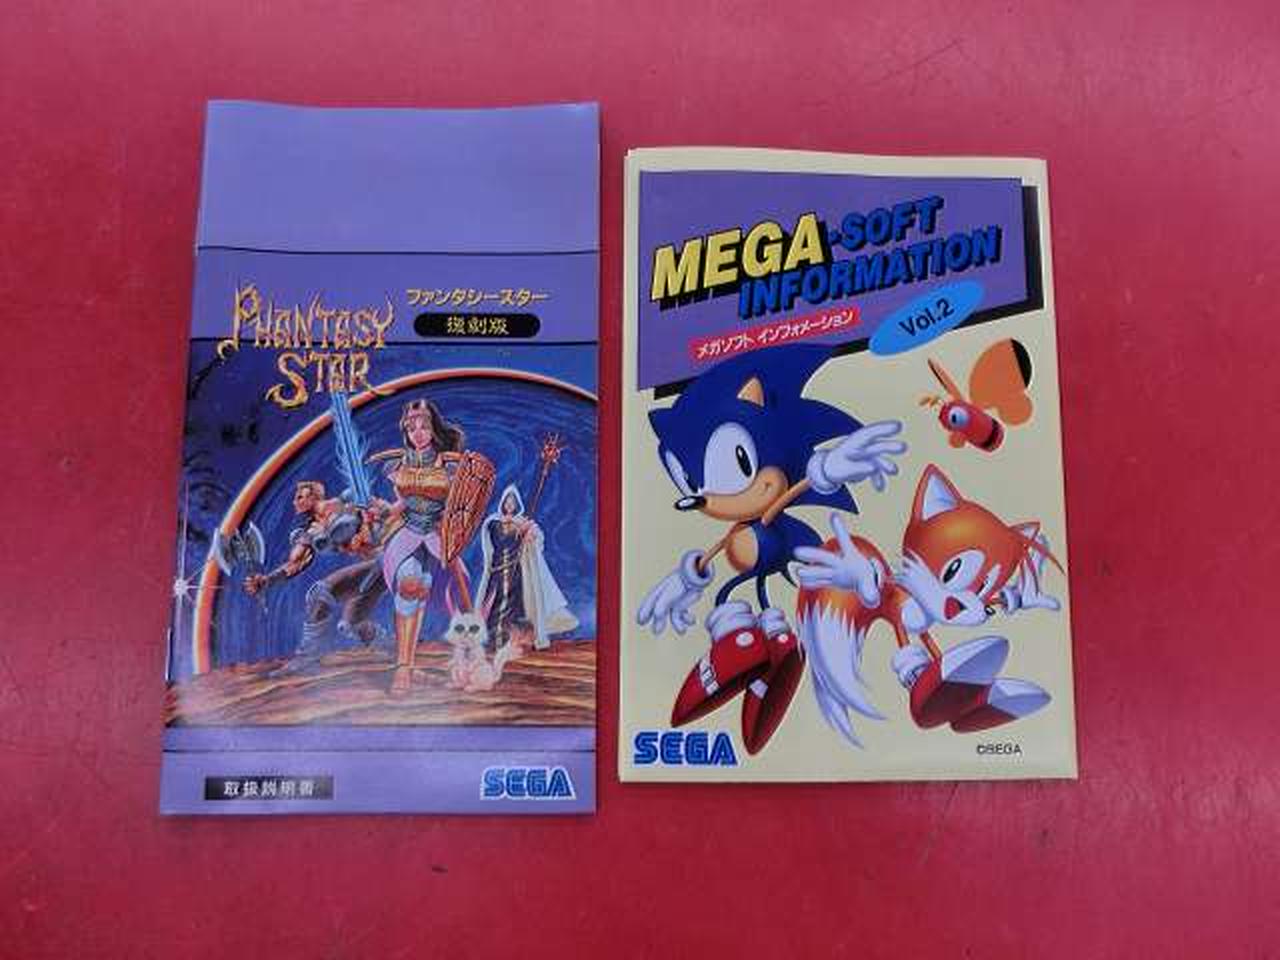 PHANTASY
STAR
ファンタシースター
復刻版
取扱説明書
SEGA
MEGA-SOFT
INFORMATION
メガソフト インフォメーション
Vol.2
SEGA
©SEGA